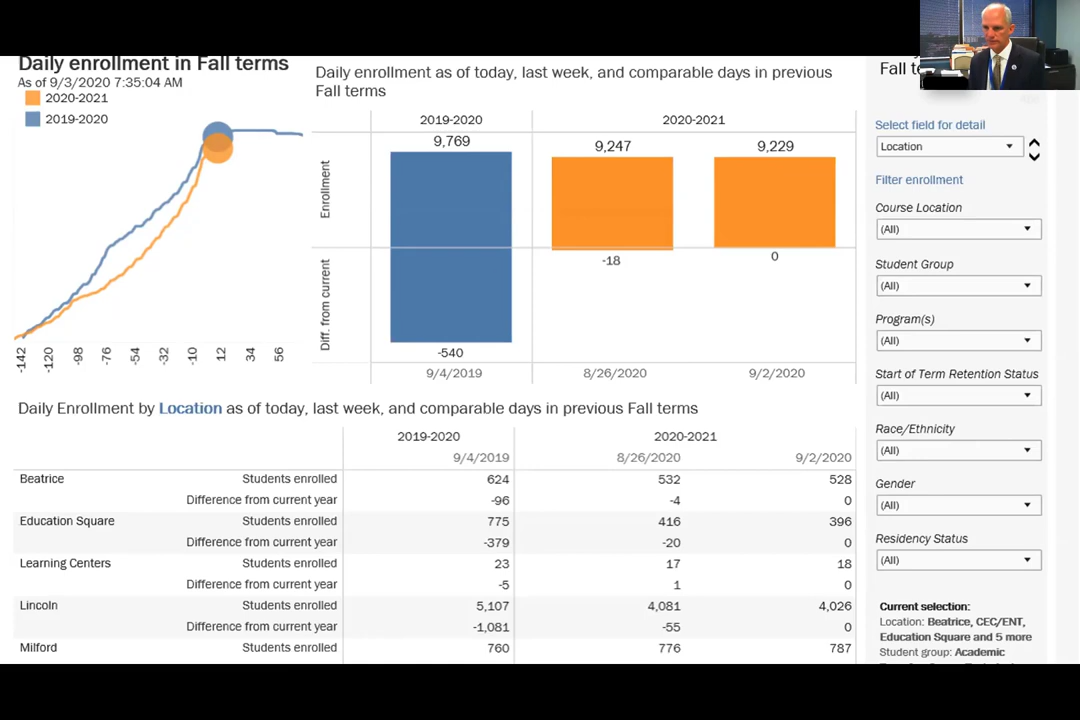 Daily enrollment in Fall terms
As of 9/3/2020 7:35:04 AM
2020-2021
2019-2020
-142 -120 -98 -76 -54 -32 -10 12 34 56
Daily enrollment as of today, last week, and comparable days in previous
Fall terms
2019-2020 2020-2021
9,769 9,247 9,229
Enrollment
Diff. from current
-540 -18 0
9/4/2019 8/26/2020 9/2/2020
Daily Enrollment by Location as of today, last week, and comparable days in previous Fall terms
2019-2020 2020-2021
9/4/2019 8/26/2020 9/2/2020
Beatrice Students enrolled 624 532 528
Difference from current year -96 -4 0
Education Square Students enrolled 775 416 396
Difference from current year -379 -20 0
Learning Centers Students enrolled 23 17 18
Difference from current year -5 1 0
Lincoln Students enrolled 5,107 4,081 4,026
Difference from current year -1,081 -55 0
Milford Students enrolled 760 776 787
Select field for detail
Location
Filter enrollment
Course Location
(All)
Student Group
(All)
Program(s)
(All)
Start of Term Retention Status
(All)
Race/Ethnicity
(All)
Gender
(All)
Residency Status
(All)
Current selection:
Location: Beatrice, CEC/ENT,
Education Square and 5 more
Student group: Academic